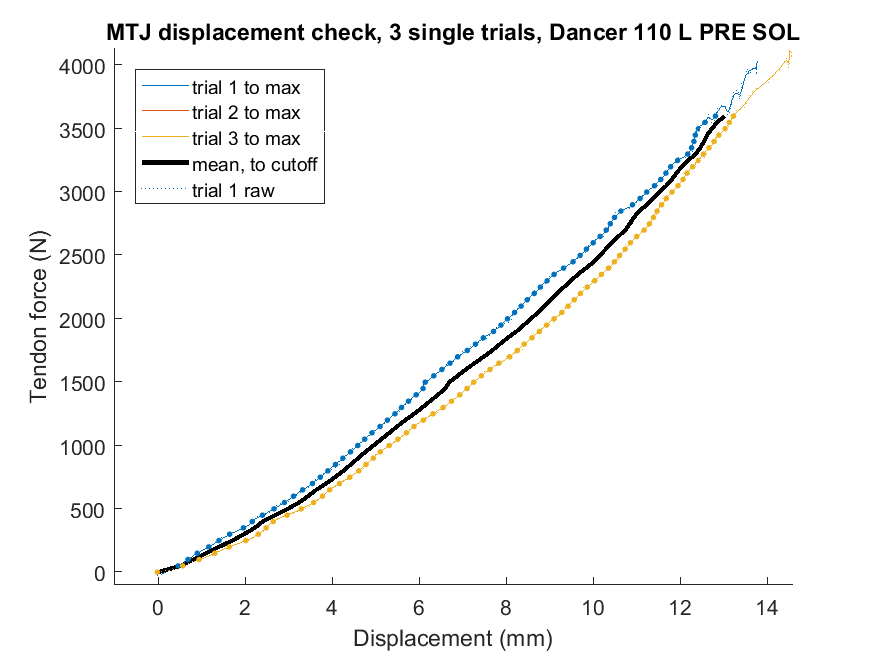 MTJ displacement check, 3 single trials, Dancer 110 L PRE SOL
4000
3500
3000
2500
2000
1500
1000
500
0
Tendon force (N)
trial 1 to max
trial 2 to max
trial 3 to max
mean, to cutoff
trial 1 raw
0 2 4 6 8 10 12 14
Displacement (mm)